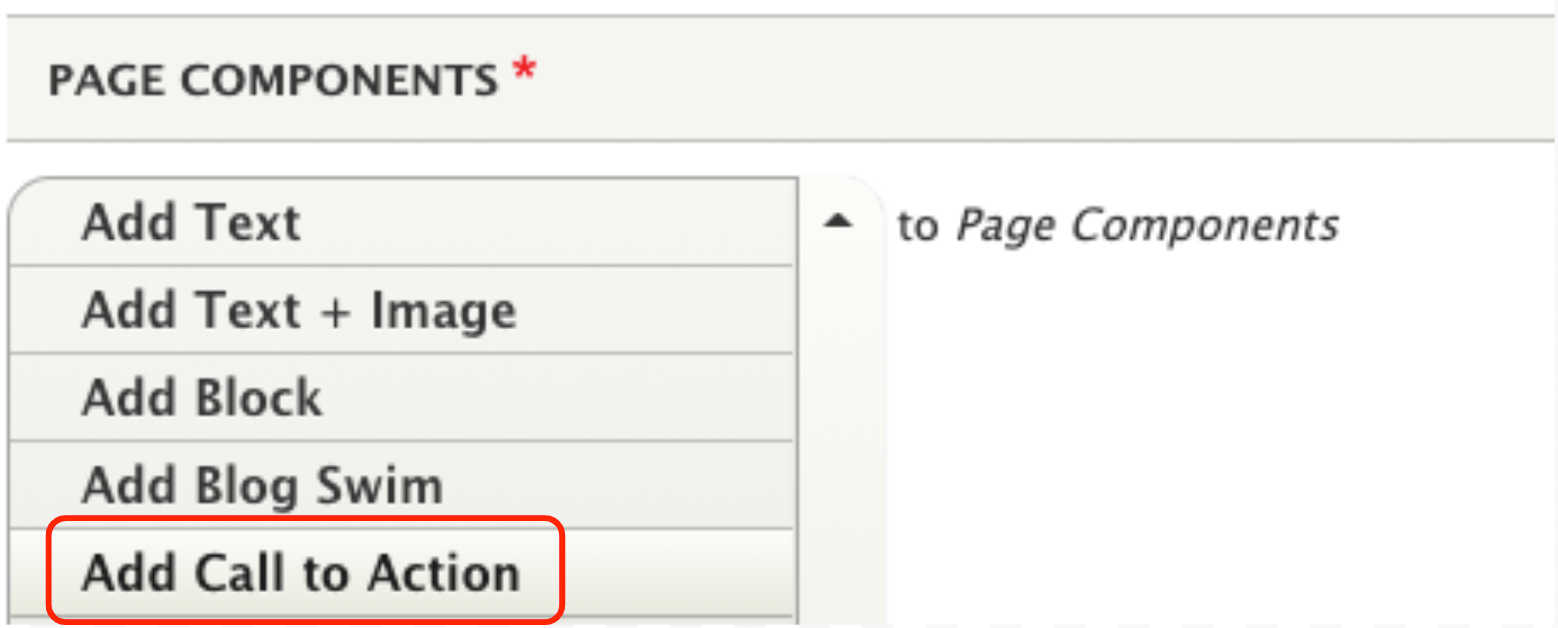 PAGE COMPONENTS *
Add Text
to Page Components
Add Text + Image
Add Block
Add Blog Swim
Add Call to Action